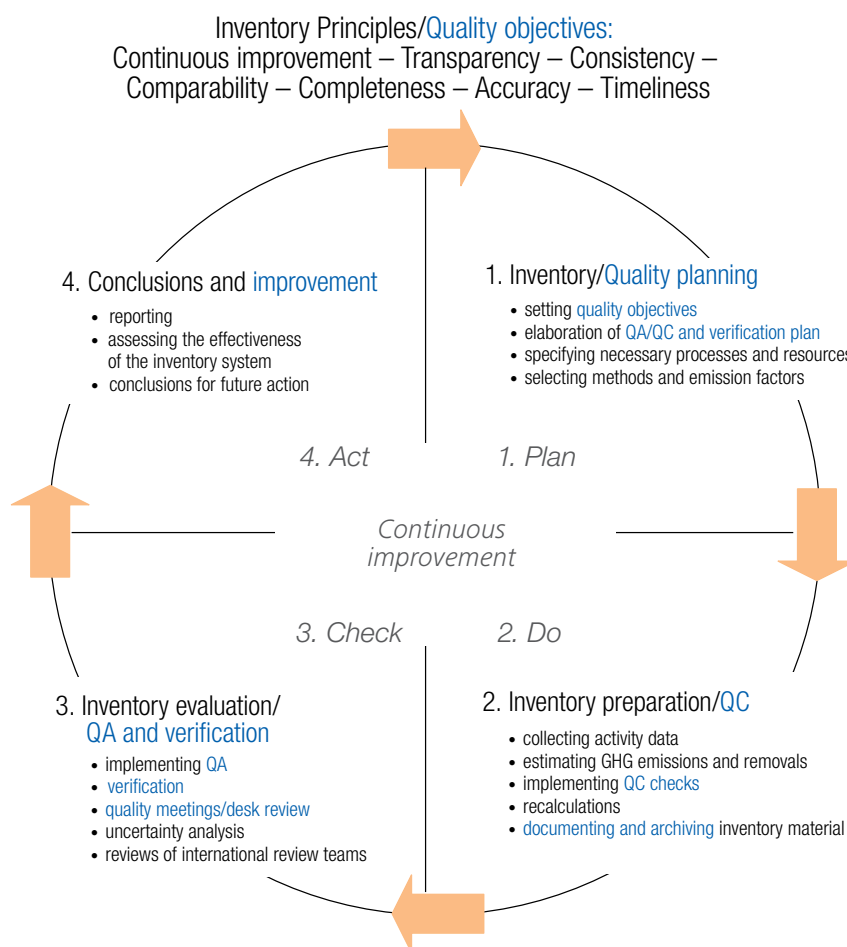 Inventory Principles/Quality objectives:
Continuous improvement – Transparency – Consistency –
Comparability – Completeness – Accuracy – Timeliness
4. Conclusions and improvement
• reporting
• assessing the effectiveness
of the inventory system
• conclusions for future action
1. Inventory/Quality planning
• setting quality objectives
• elaboration of QA/QC and verification plan
• specifying necessary processes and resources
• selecting methods and emission factors
4. Act
1. Plan
Continuous
improvement
3. Check
2. Do
3. Inventory evaluation/
QA and verification
• implementing QA
• verification
• quality meetings/desk review
• uncertainty analysis
• reviews of international review teams
2. Inventory preparation/QC
• collecting activity data
• estimating GHG emissions and removals
• implementing QC checks
• recalculations
• documenting and archiving inventory material